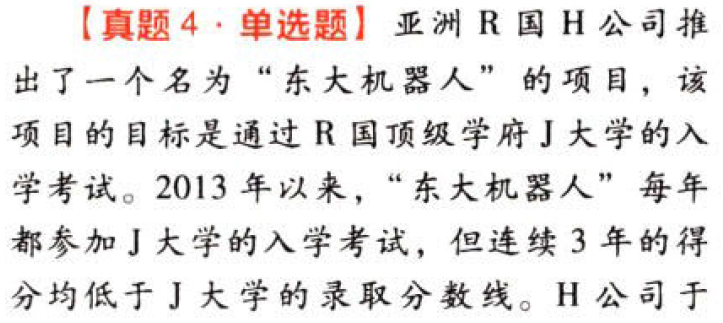 【真题 4 · 单选题】 亚洲 R 国 H 公司推
出了一个名为“东大机器人”的项目，该
项目的目标是通过 R 国顶级学府 J 大学的入
学考试。2013 年以来，“东大机器人”每年
都参加 J 大学的入学考试，但连续 3 年的得
分均低于 J 大学的录取分数线。H 公司于